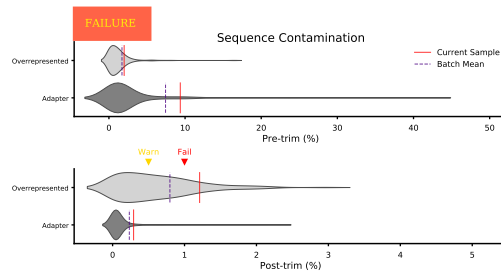 FAILURE
Sequence Contamination
Current Sample
Batch Mean
Overrepresented
Adapter
0 10 20 30 40 50
Pre-trim (%)
Warn Fail
Overrepresented
Adapter
0 1 2 3 4 5
Post-trim (%)